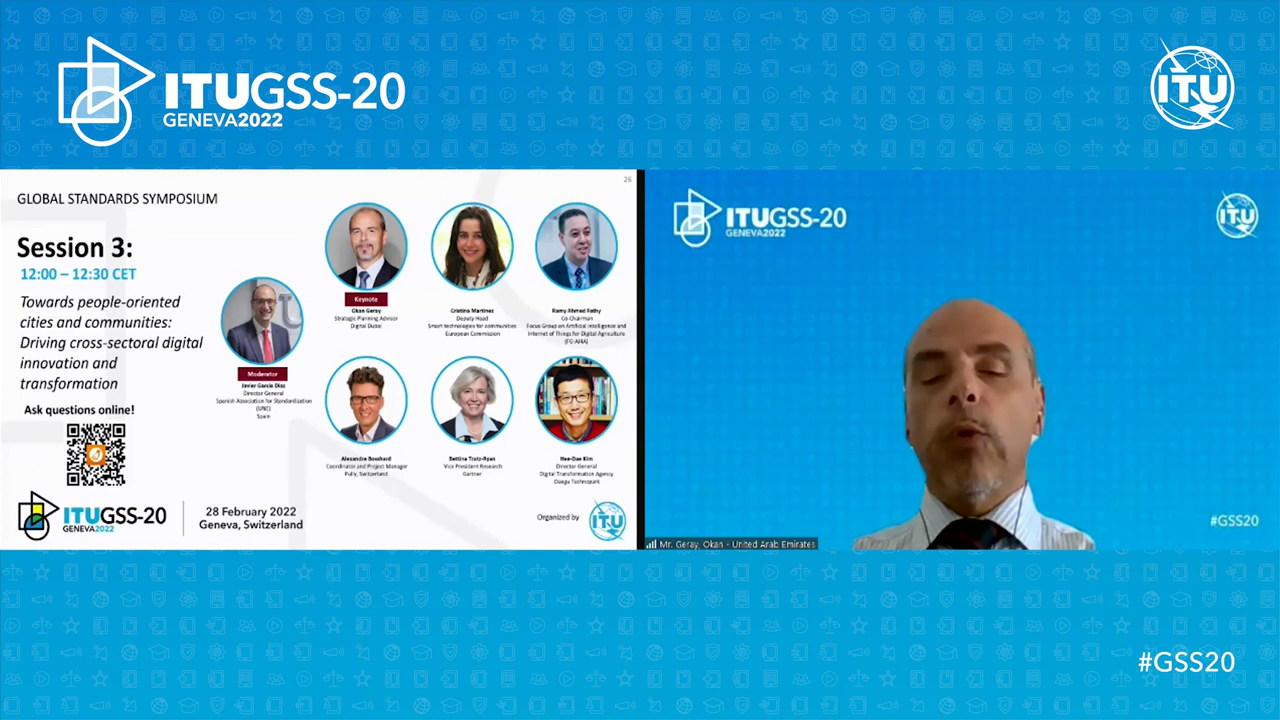 ITUGSS-20
GENEVA2022
ITU
GLOBAL STANDARDS SYMPOSIUM
26
Session 3:
12:00 – 12:30 CET
Towards people-oriented
cities and communities:
Driving cross-sectoral digital
innovation and
transformation
Ask questions online!
Moderator
Javier García Díaz
Director General
Spanish Association for Standardization
(UNE)
Spain
Keynote
Okan Geray
Strategic Planning Advisor
Digital Dubai
Cristina Martinez
Deputy Head
Smart technologies for communities
European Commission
Ramy Ahmed Fathy
Co-Chairman
Focus Group on Artificial Intelligence and
Internet of Things for Digital Agriculture
(FG-AI4A)
Alexandre Bosshard
Coordinator and Project Manager
Pully, Switzerland
Bettina Tratz-Ryan
Vice President Research
Gartner
Hee-Dae Kim
Director General
Digital Transformation Agency
Daegu Technopark
ITUGSS-20
GENEVA2022
28 February 2022
Geneva, Switzerland
Organized by
ITU
ITUGSS-20
GENEVA2022
ITU
#GSS20
Mr. Geray, Okan - United Arab Emirates
#GSS20